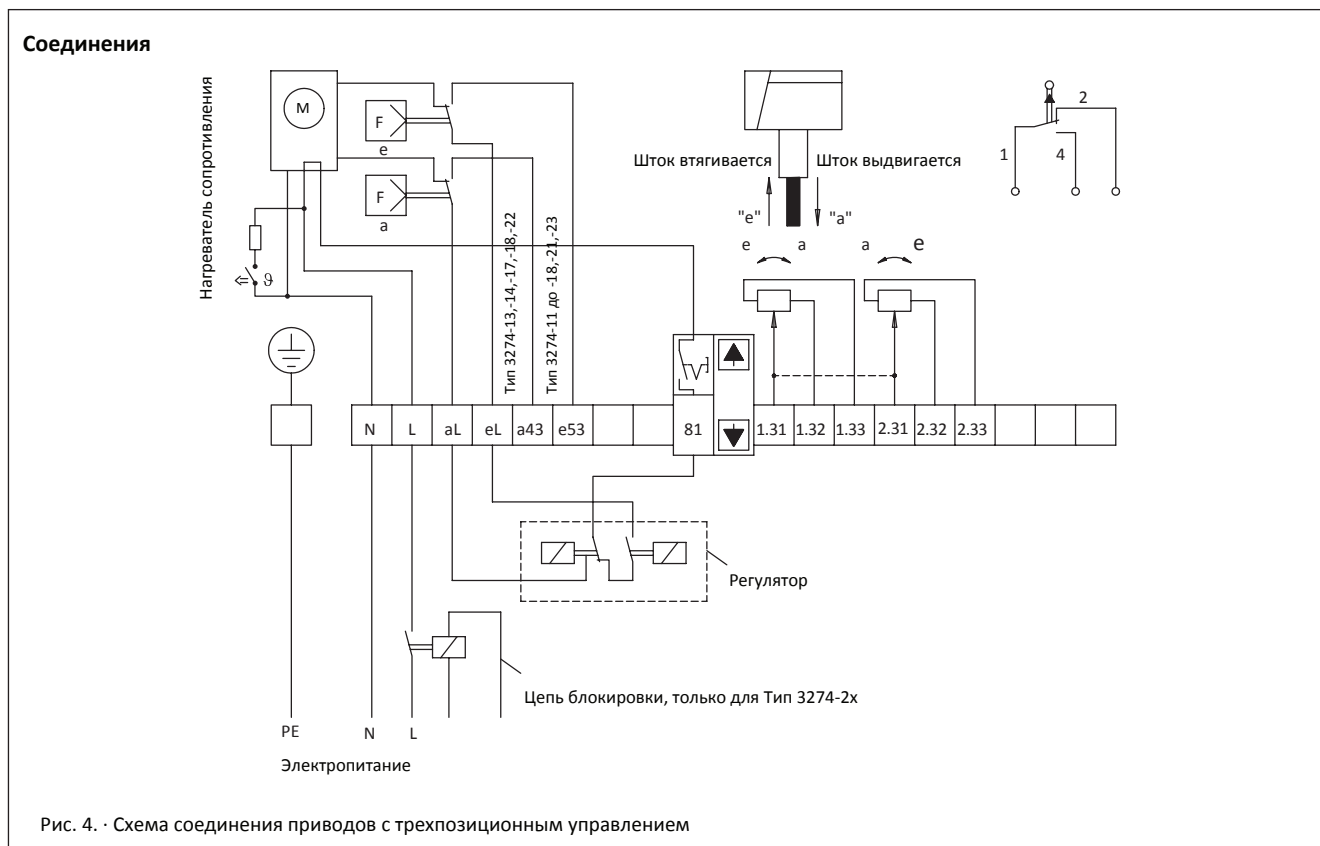 Соединения
Нагреватель сопротивления
M
F
e
F
a
ϑ
Тип 3274-13,-14,-17,-18,-22
Тип 3274-11 до -18,-21,-23
Шток втягивается
Шток выдвигается
"e"
"a"
e a
a e
1 4 2
N L aL eL a43 e53 81 1.31 1.32 1.33 2.31 2.32 2.33
Регулятор
Цепь блокировки, только для Тип 3274-2x
PE N L
Электропитание
Рис. 4. · Схема соединения приводов с трехпозиционным управлением